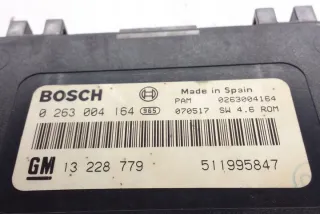 BOSCH Made in Spain
PAM 0263004164
0 263 004 164 965 070517 SW 4.6 ROM
GM 13 228 779 511995847